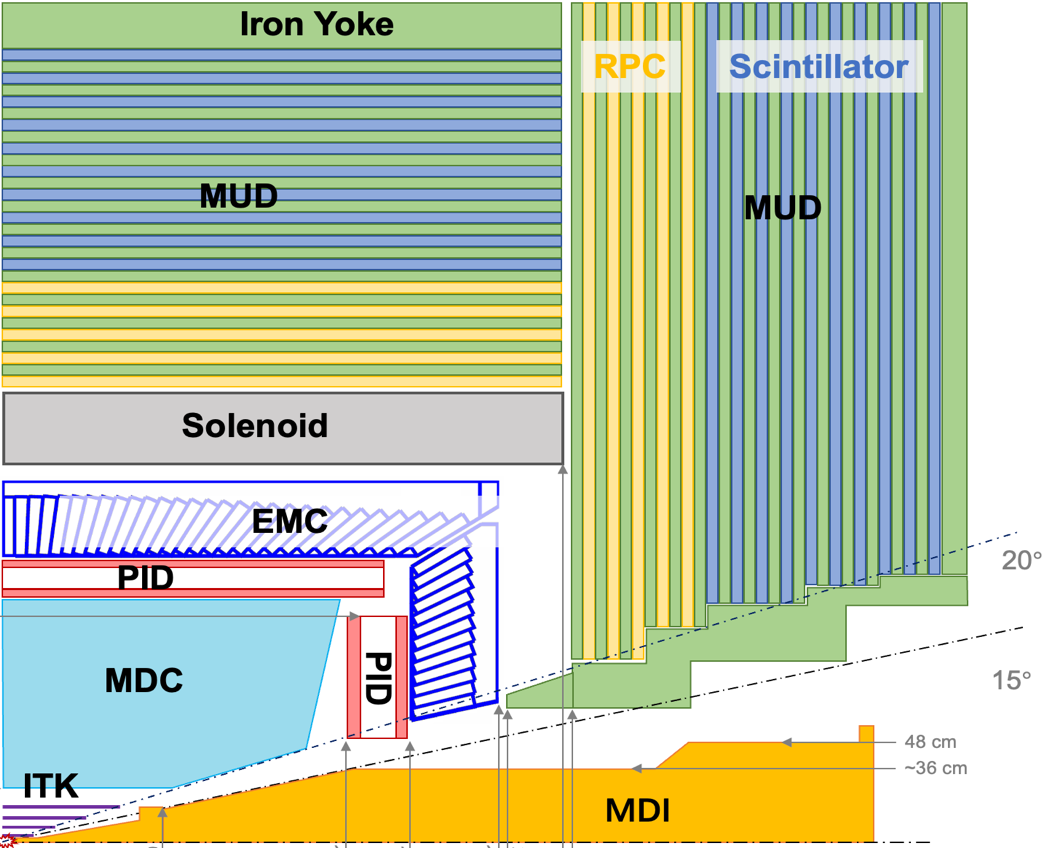 Iron Yoke
RPC
Scintillator
MUD
MUD
Solenoid
EMC
PID
MDC
PID
20°
15°
48 cm
~36 cm
ITK
MDI